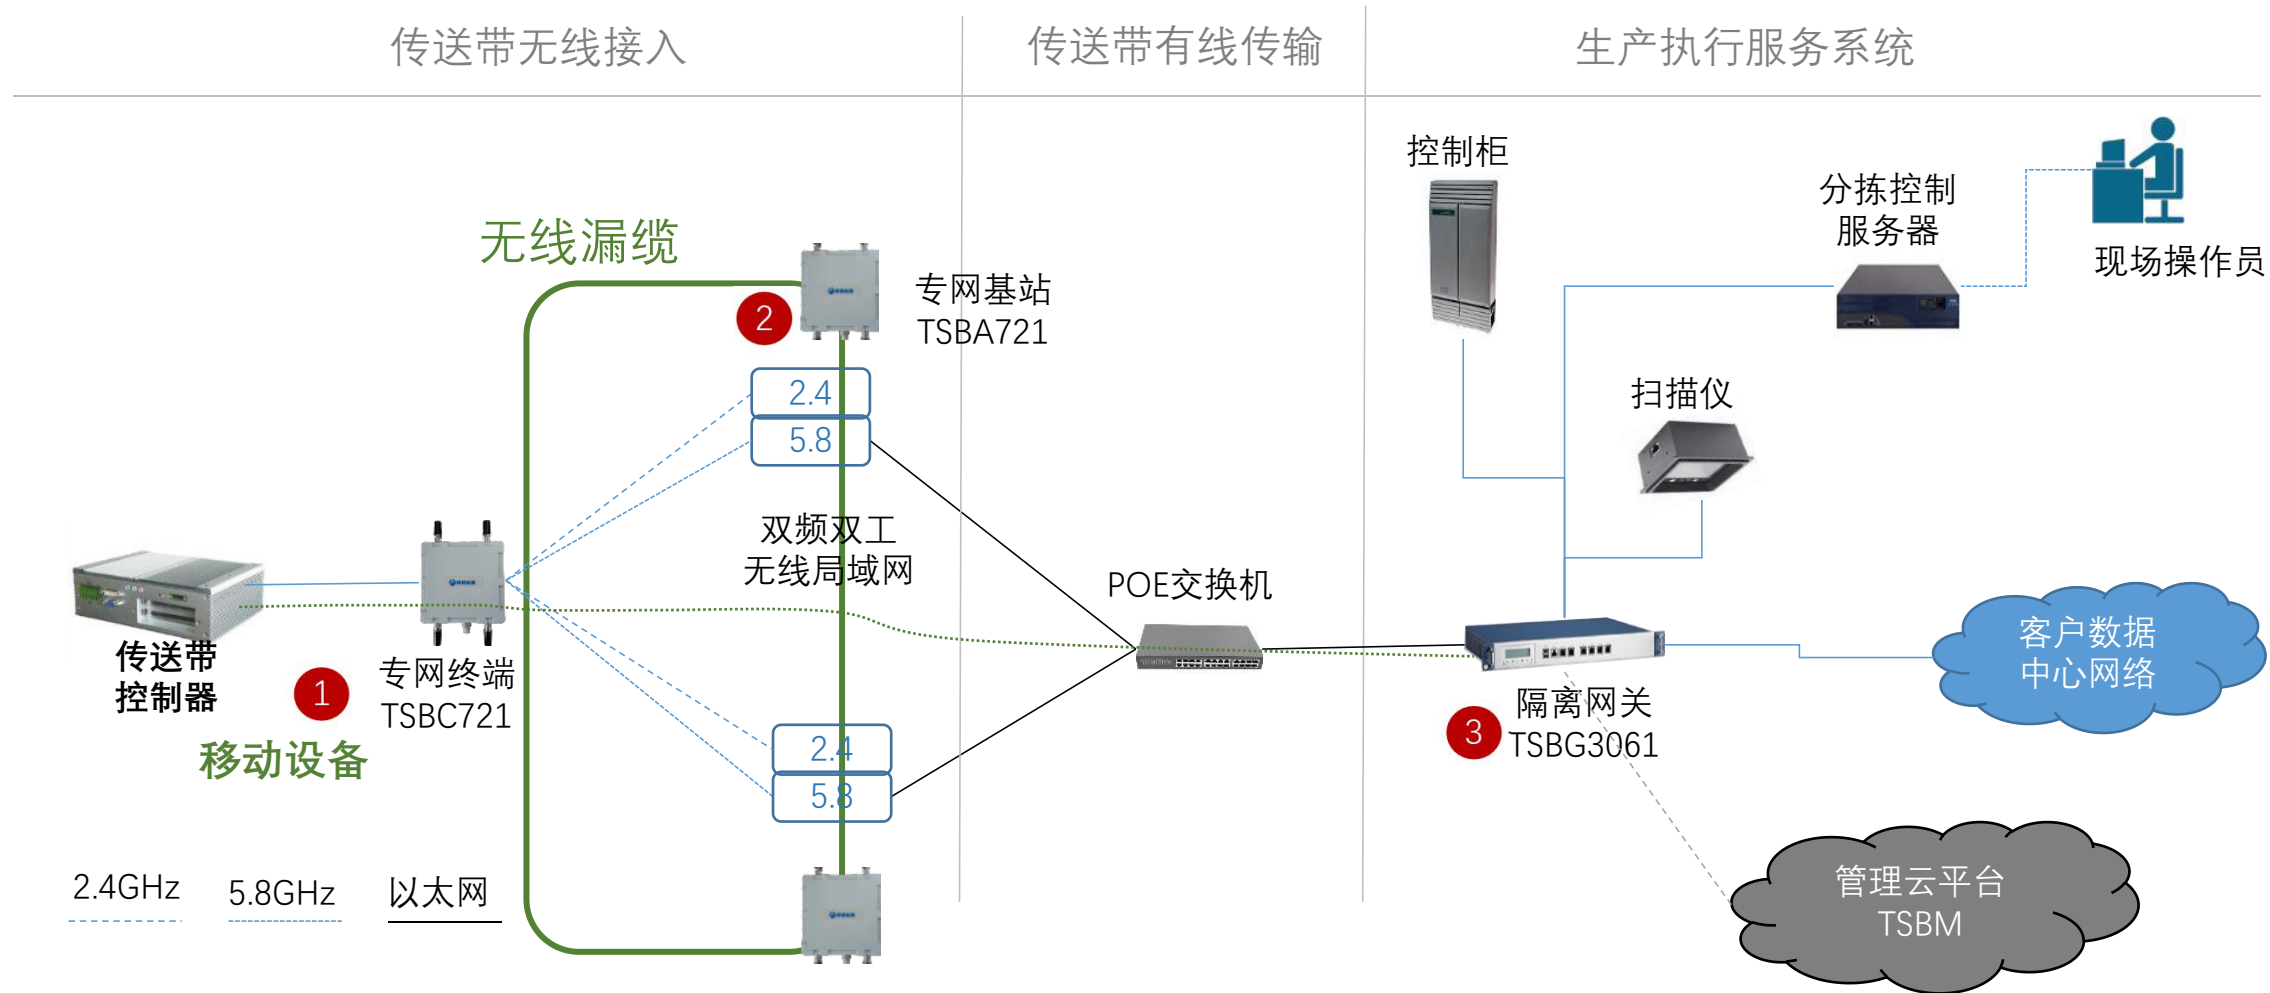 传送带无线接入
传送带有线传输
生产执行服务系统
控制柜
分拣控制
服务器
现场操作员
无线漏缆
2
专网基站
TSBA721
2.4
5.8
扫描仪
双频双工
无线局域网
POE交换机
传送带
控制器
1
专网终端
TSBC721
移动设备
2.4
5.8
3
隔离网关
TSBG3061
客户数据
中心网络
2.4GHz
5.8GHz
以太网
管理云平台
TSBM